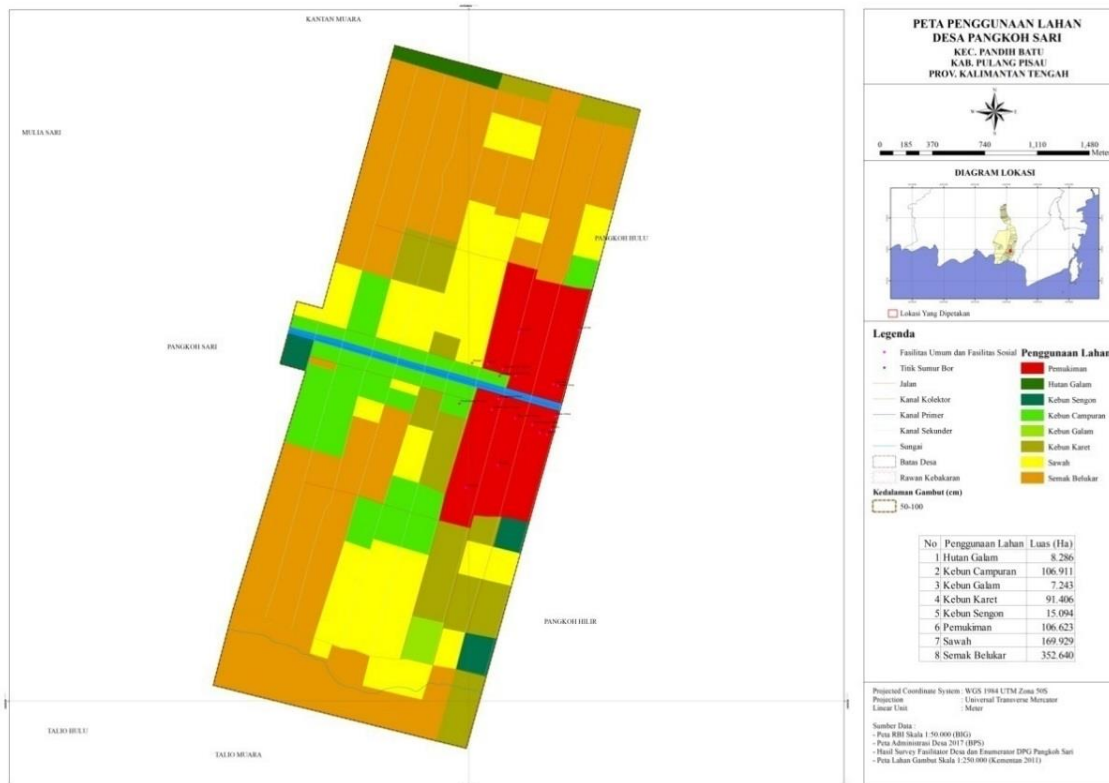 KANTAN MUARA
MULIA SARI
PANGKOH HULU
PANGKOH SARI
PANGKOH HILIR
TALIO HULU
TALIO MUARA
PETA PENGGUNAAN LAHAN
DESA PANGKOH SARI
KEC. PANDIH BATU
KAB. PULANG PISAU
PROV. KALIMANTAN TENGAH
0 185 370 740 1,110 1,480
Meter
DIAGRAM LOKASI
Lokasi Yang Dipetakan
Legenda
Fasilitas Umum dan Fasilitas Sosial
Titik Sumur Bor
Jalan
Kanal Kolektor
Kanal Primer
Kanal Sekunder
Sungai
Batas Desa
Rawan Kebakaran
Kedalaman Gambut (cm)
50-100
Penggunaan Lahan
Pemukiman
Hutan Galam
Kebun Sengon
Kebun Campuran
Kebun Galam
Kebun Karet
Sawah
Semak Belukar
No Penggunaan Lahan Luas (Ha)
1 Hutan Galam 8.286
2 Kebun Campuran 106.911
3 Kebun Galam 7.243
4 Kebun Karet 91.406
5 Kebun Sengon 15.094
6 Pemukiman 106.623
7 Sawah 169.929
8 Semak Belukar 352.640
Projected Coordinate System : WGS 1984 UTM Zona 50S
Projection : Universal Transverse Mercator
Linear Unit : Meter
Sumber Data :
- Peta RBI Skala 1:50.000 (BIG)
- Peta Administrasi Desa 2017 (BPS)
- Hasil Survey Fasilitator Desa dan Enumerator DPG Pangkoh Sari
- Peta Lahan Gambut Skala 1:250.000 (Kementan 2011)